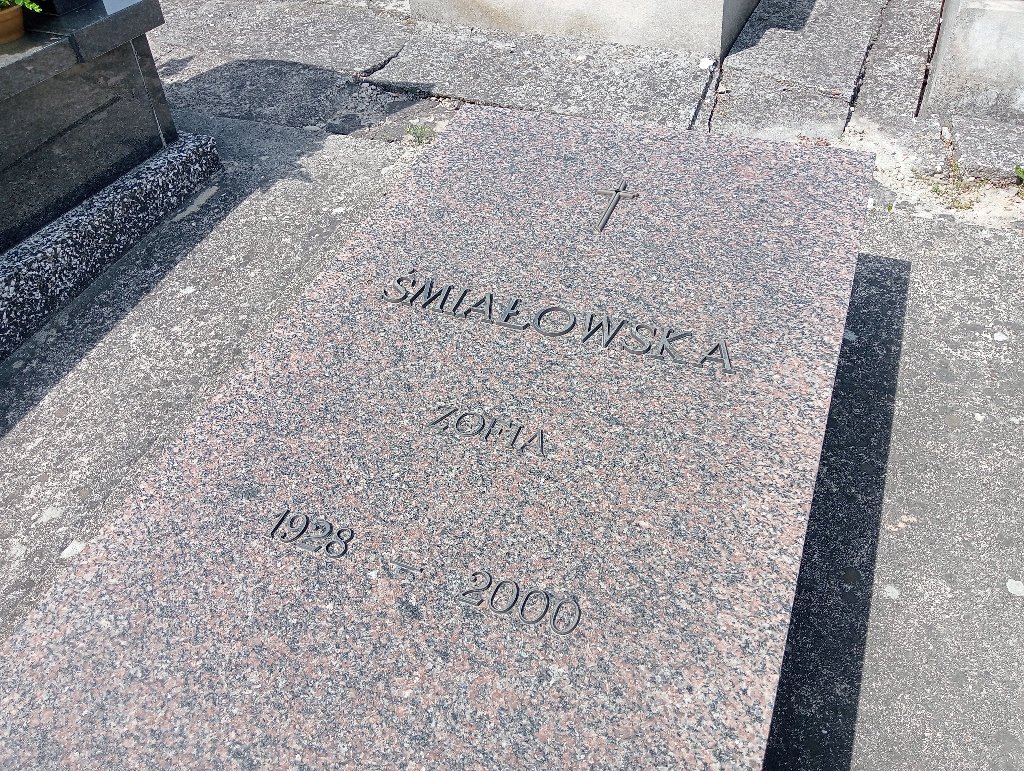 ŚMIAŁOWSKA
ZOFIA
1928 - 2000